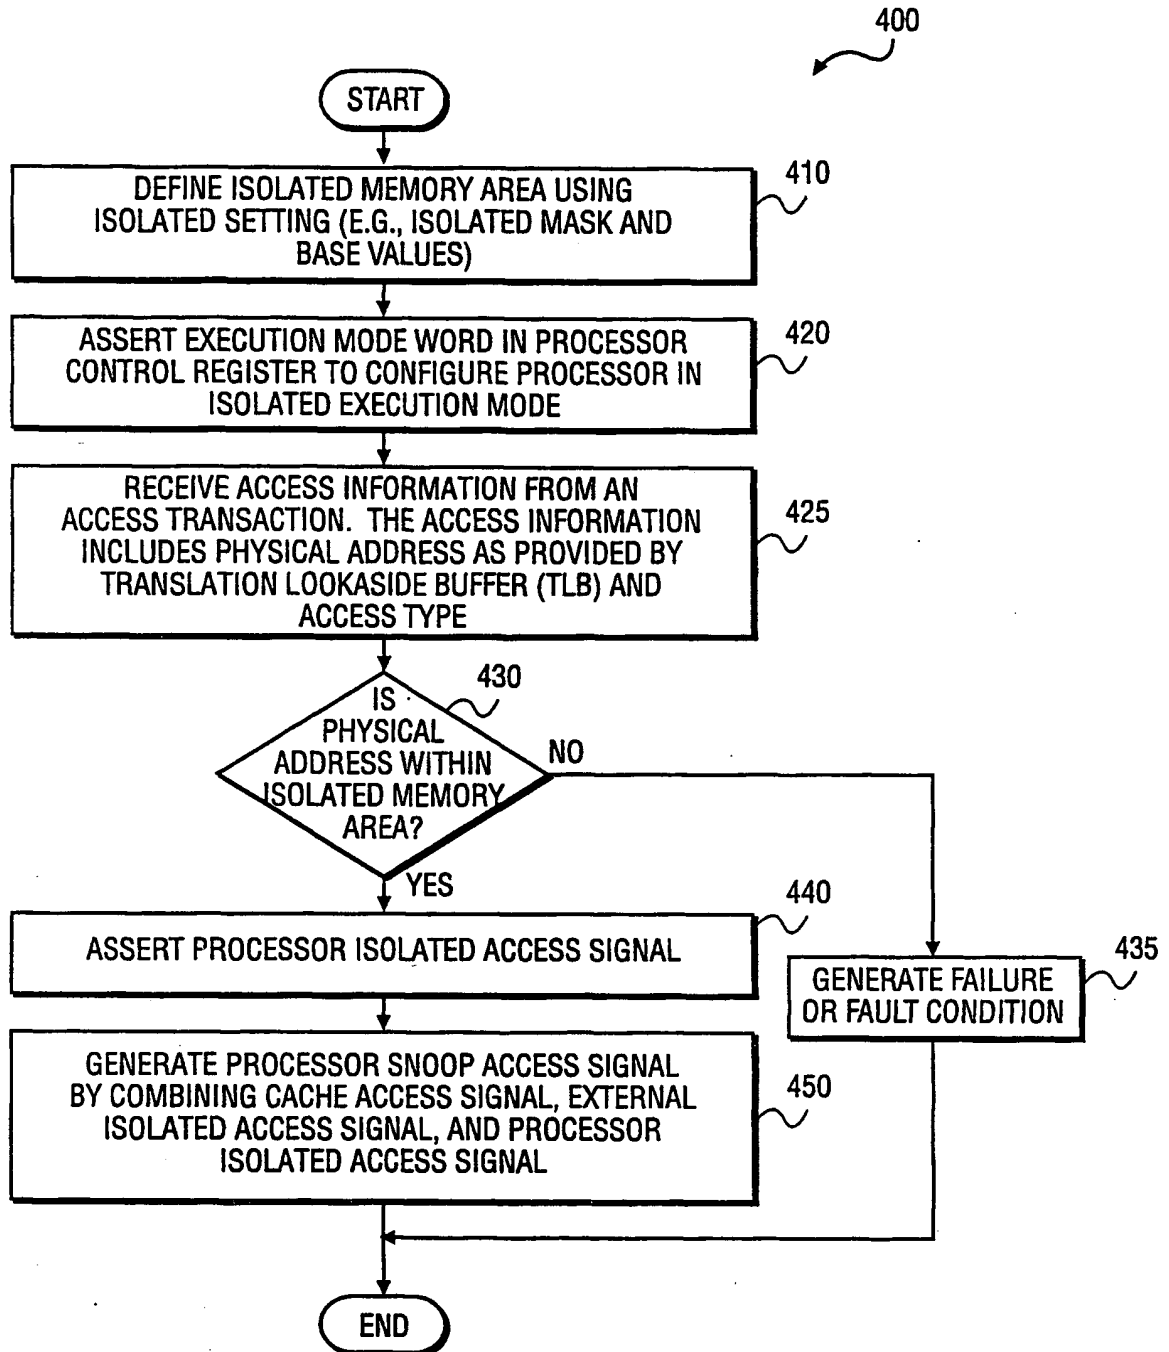 400
START
DEFINE ISOLATED MEMORY AREA USING
ISOLATED SETTING (E.G., ISOLATED MASK AND
BASE VALUES)
410
ASSERT EXECUTION MODE WORD IN PROCESSOR
CONTROL REGISTER TO CONFIGURE PROCESSOR IN
ISOLATED EXECUTION MODE
420
RECEIVE ACCESS INFORMATION FROM AN
ACCESS TRANSACTION. THE ACCESS INFORMATION
INCLUDES PHYSICAL ADDRESS AS PROVIDED BY
TRANSLATION LOOKASIDE BUFFER (TLB) AND
ACCESS TYPE
425
430
IS
PHYSICAL
ADDRESS WITHIN
ISOLATED MEMORY
AREA?
NO
YES
440
ASSERT PROCESSOR ISOLATED ACCESS SIGNAL
435
GENERATE FAILURE
OR FAULT CONDITION
GENERATE PROCESSOR SNOOP ACCESS SIGNAL
BY COMBINING CACHE ACCESS SIGNAL, EXTERNAL
ISOLATED ACCESS SIGNAL, AND PROCESSOR
ISOLATED ACCESS SIGNAL
450
END